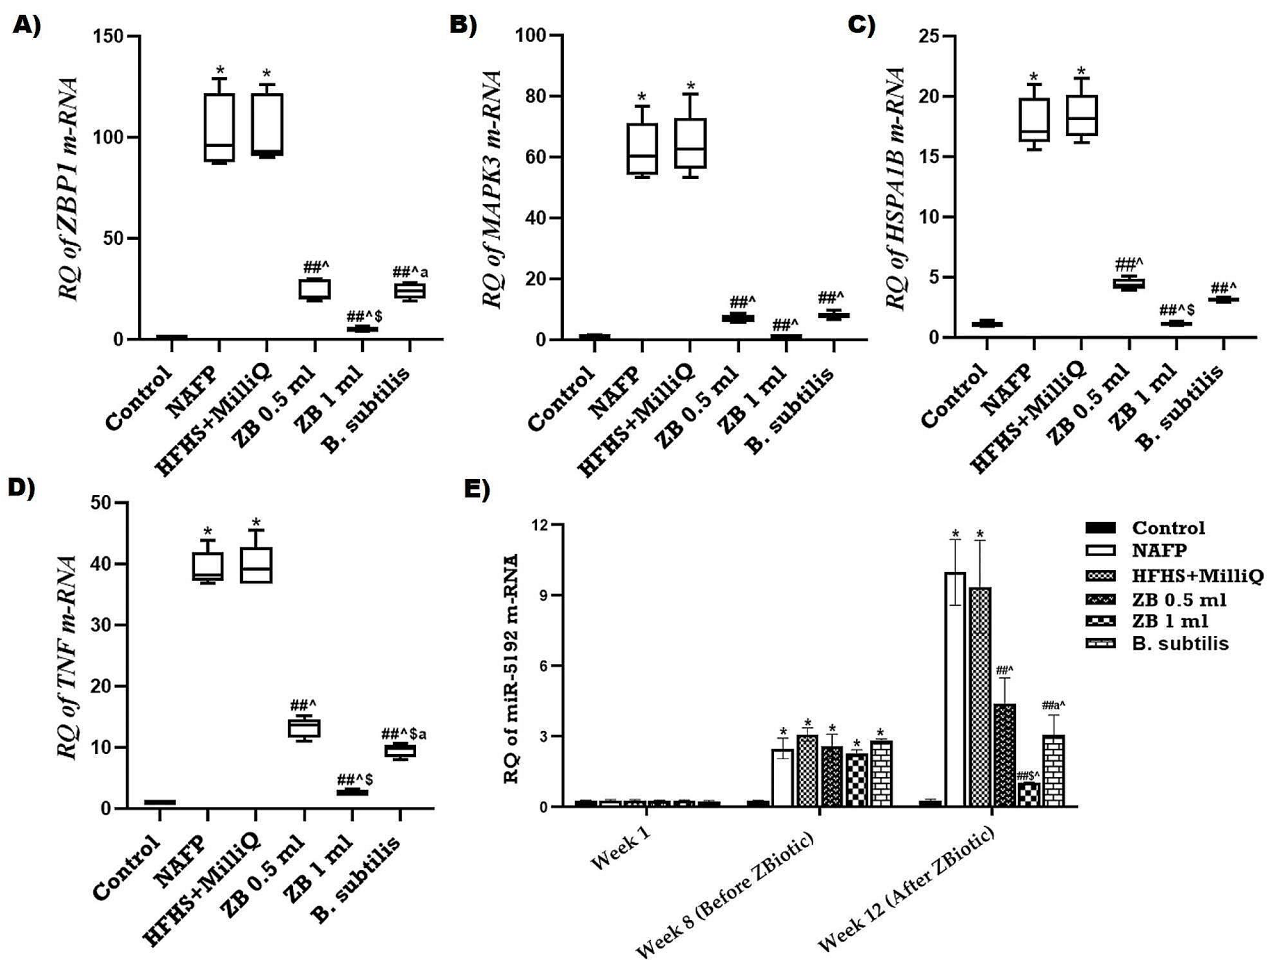 A)
RQ of ZBP1 m-RNA
150
100
50
0
*
*
##^
##^$
##^a
Control
NAFP
HFHS+MilliQ
ZB 0.5 ml
ZB 1 ml
B. subtilis
B)
RQ of MAPK3 m-RNA
100
80
60
40
20
0
*
*
##^
##^
##^
Control
NAFP
HFHS+MilliQ
ZB 0.5 ml
ZB 1 ml
B. subtilis
C)
RQ of HSPA1B m-RNA
25
20
15
10
5
0
*
*
##^
##^$
##^
Control
NAFP
HFHS+MilliQ
ZB 0.5 ml
ZB 1 ml
B. subtilis
D)
RQ of TNF m-RNA
50
40
30
20
10
0
*
*
##^
##^$
##^$a
Control
NAFP
HFHS+MilliQ
ZB 0.5 ml
ZB 1 ml
B. subtilis
E)
RQ of miR-5192 m-RNA
12
9
6
3
0
*
*
*
*
*
*
*
##^
##$^
##a^
Week 1
Week 8 (Before ZBiotic)
Week 12 (After ZBiotic)
Control
NAFP
HFHS+MilliQ
ZB 0.5 ml
ZB 1 ml
B. subtilis